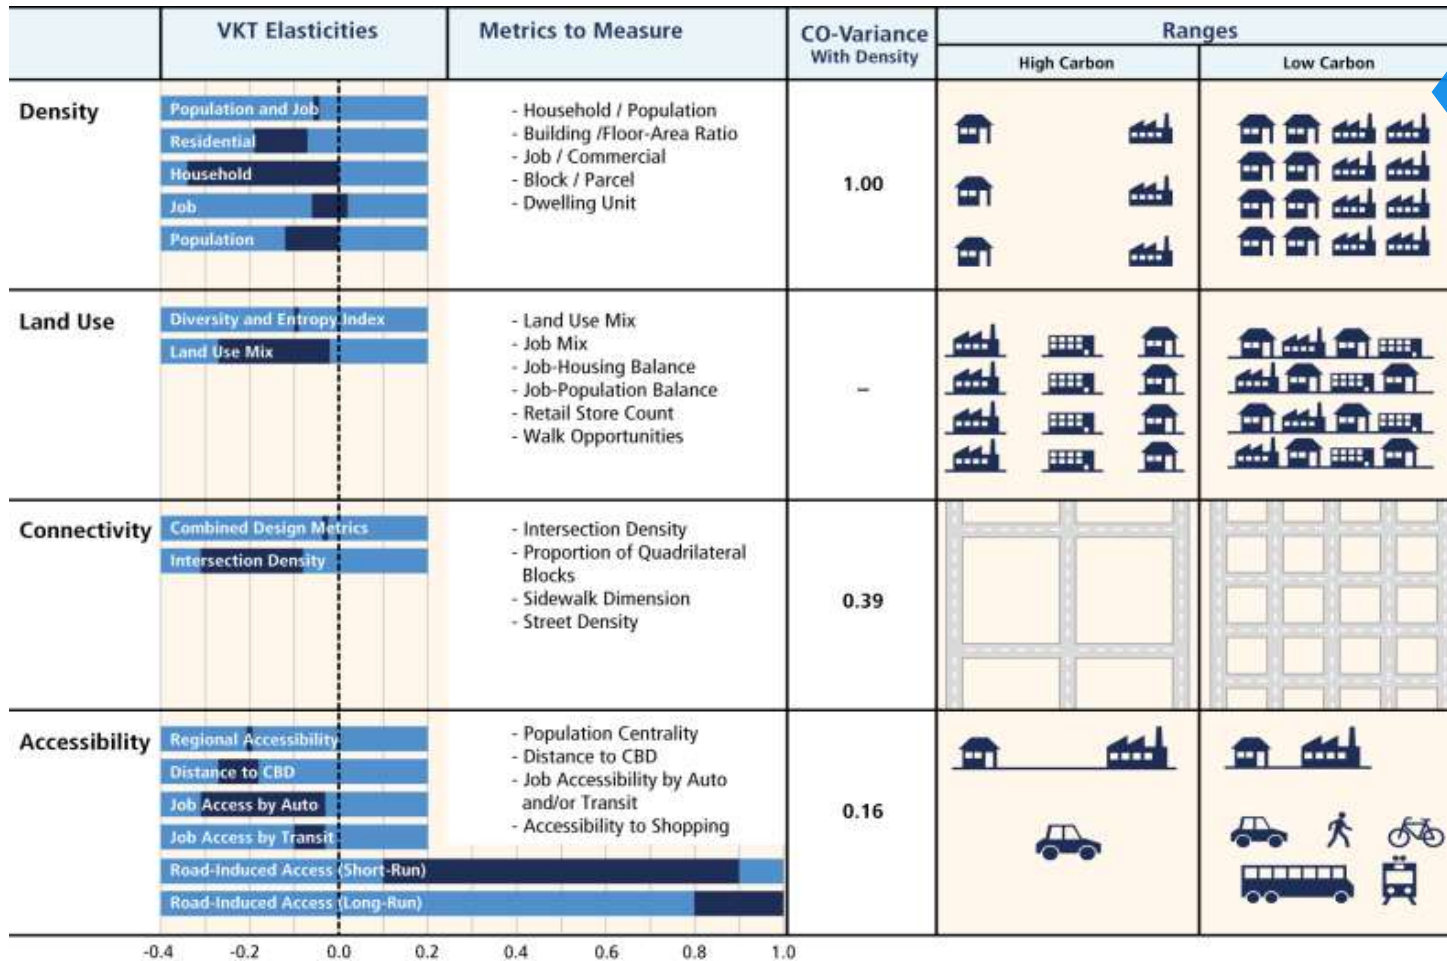 VKT Elasticities
Metrics to Measure
CO-Variance
With Density
Ranges
High Carbon
Low Carbon
Density
Population and Job
Residential
Household
Job
Population
- Household / Population
- Building /Floor-Area Ratio
- Job / Commercial
- Block / Parcel
- Dwelling Unit
1.00
Land Use
Diversity and Entropy Index
Land Use Mix
- Land Use Mix
- Job Mix
- Job-Housing Balance
- Job-Population Balance
- Retail Store Count
- Walk Opportunities
–
Connectivity
Combined Design Metrics
Intersection Density
- Intersection Density
- Proportion of Quadrilateral
Blocks
- Sidewalk Dimension
- Street Density
0.39
Accessibility
Regional Accessibility
Distance to CBD
Job Access by Auto
Job Access by Transit
Road-Induced Access (Short-Run)
Road-Induced Access (Long-Run)
- Population Centrality
- Distance to CBD
- Job Accessibility by Auto
and/or Transit
- Accessibility to Shopping
0.16
-0.4 -0.2 0.0 0.2 0.4 0.6 0.8 1.0